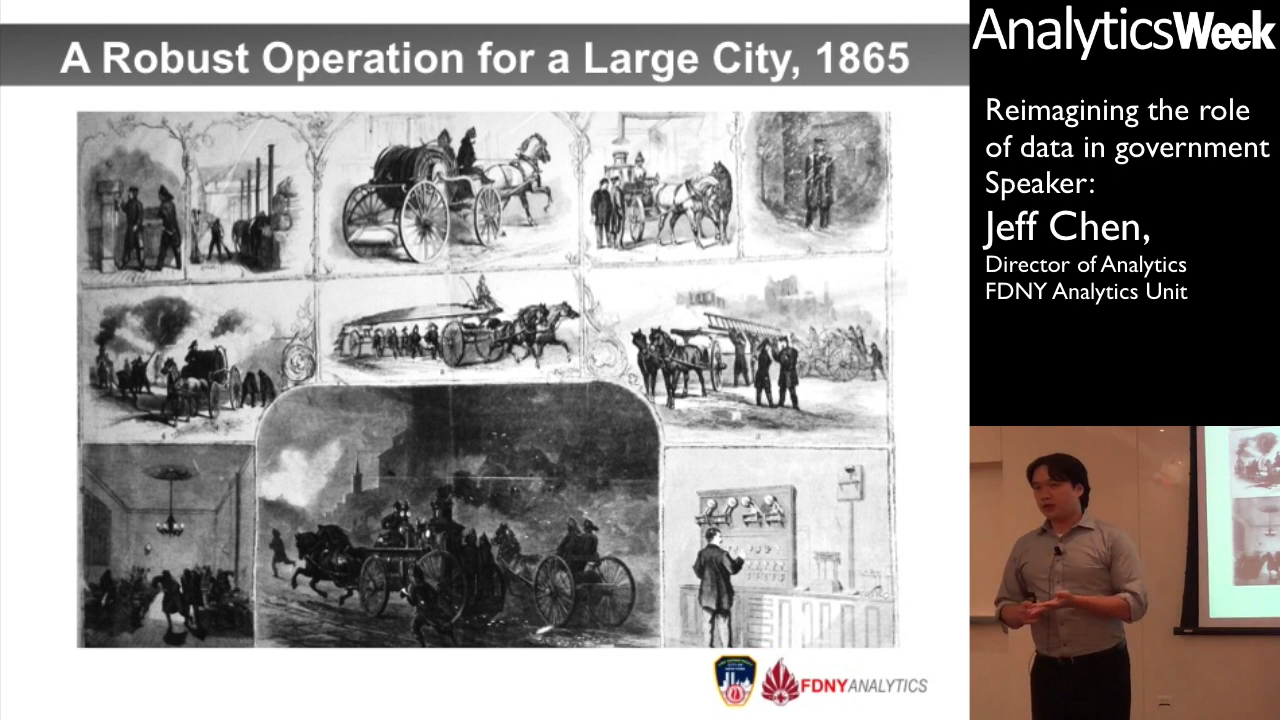 A Robust Operation for a Large City, 1865
FDNYANALYTICS
AnalyticsWeek
Reimagining the role
of data in government
Speaker:
Jeff Chen,
Director of Analytics
FDNY Analytics Unit